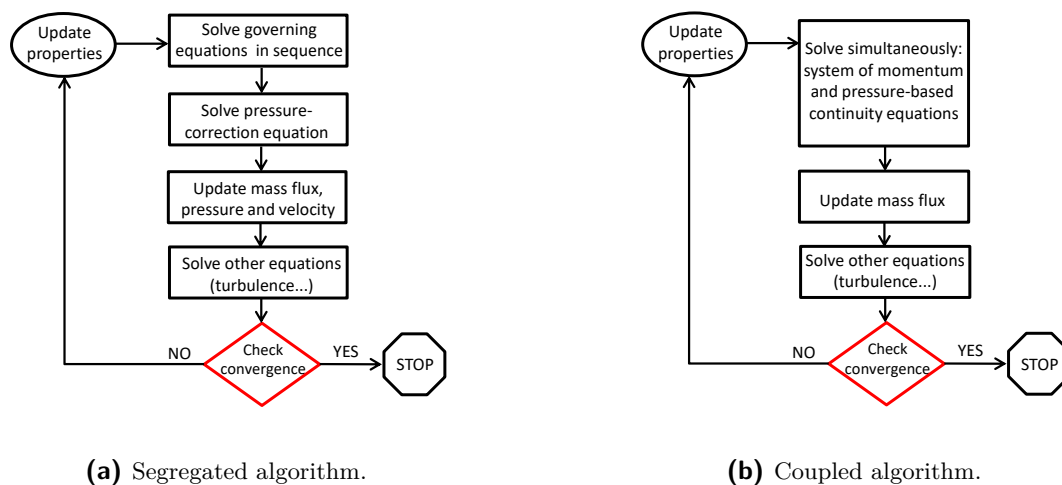 Update
properties
Solve governing
equations in sequence
Solve pressure-
correction equation
Update mass flux,
pressure and velocity
Solve other equations
(turbulence...)
Check
convergence
NO
YES
STOP
(a) Segregated algorithm.
Update
properties
Solve simultaneously:
system of momentum
and pressure-based
continuity equations
Update mass flux
Solve other equations
(turbulence...)
Check
convergence
NO
YES
STOP
(b) Coupled algorithm.